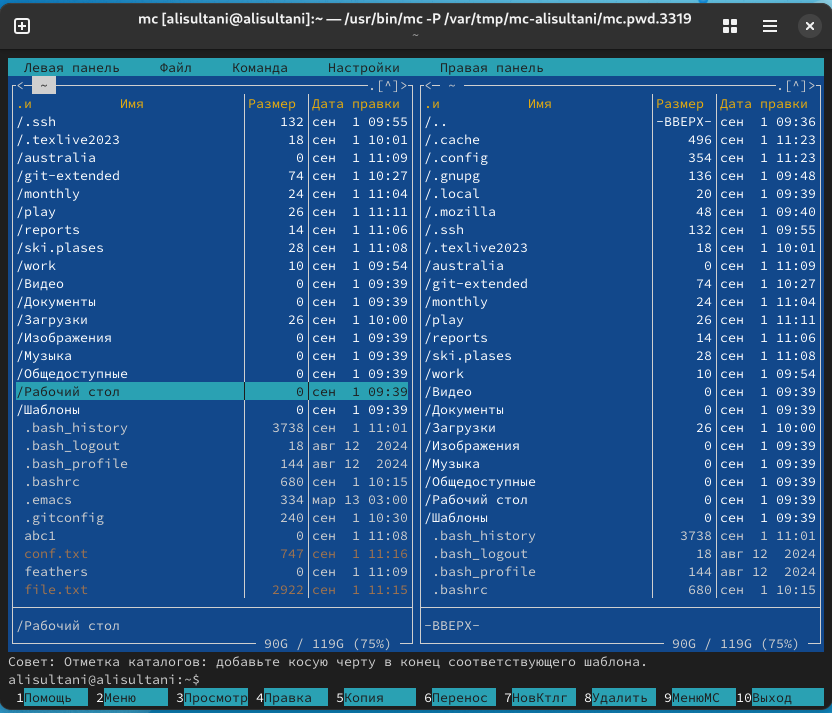 mc [alisultani@alisultani]:~ — /usr/bin/mc -P /var/tmp/mc-alisultani/mc.pwd.3319
~
Левая панель Файл Команда Настройки Правая панель
<─ ~ ─.[^]> <─ ~ ─.[^]>
.и Имя Размер Дата правки .и Имя Размер Дата правки
/.ssh 132 сен 1 09:55 /.. -ВВЕРХ- сен 1 09:36
/.texlive2023 18 сен 1 10:01 /.cache 496 сен 1 11:23
/australia 0 сен 1 11:09 /.config 354 сен 1 11:23
/git-extended 74 сен 1 10:27 /.gnupg 136 сен 1 09:48
/monthly 24 сен 1 11:04 /.local 20 сен 1 09:39
/play 26 сен 1 11:11 /.mozilla 48 сен 1 09:40
/reports 14 сен 1 11:06 /.ssh 132 сен 1 09:55
/ski.plases 28 сен 1 11:08 /.texlive2023 18 сен 1 10:01
/work 10 сен 1 09:54 /australia 0 сен 1 11:09
/Видео 0 сен 1 09:39 /git-extended 74 сен 1 10:27
/Документы 0 сен 1 09:39 /monthly 24 сен 1 11:04
/Загрузки 26 сен 1 10:00 /play 26 сен 1 11:11
/Изображения 0 сен 1 09:39 /reports 14 сен 1 11:06
/Музыка 0 сен 1 09:39 /ski.plases 28 сен 1 11:08
/Общедоступные 0 сен 1 09:39 /work 10 сен 1 09:54
/Рабочий стол 0 сен 1 09:39 /Видео 0 сен 1 09:39
/Шаблоны 0 сен 1 09:39 /Документы 0 сен 1 09:39
.bash_history 3738 сен 1 11:01 /Загрузки 26 сен 1 10:00
.bash_logout 18 авг 12 2024 /Изображения 0 сен 1 09:39
.bash_profile 144 авг 12 2024 /Музыка 0 сен 1 09:39
.bashrc 680 сен 1 10:15 /Общедоступные 0 сен 1 09:39
.emacs 334 мар 13 03:00 /Рабочий стол 0 сен 1 09:39
.gitconfig 240 сен 1 10:30 /Шаблоны 0 сен 1 09:39
abc1 0 сен 1 11:08 .bash_history 3738 сен 1 11:01
conf.txt 747 сен 1 11:16 .bash_logout 18 авг 12 2024
feathers 0 сен 1 11:09 .bash_profile 144 авг 12 2024
file.txt 2922 сен 1 11:15 .bashrc 680 сен 1 10:15
/Рабочий стол -ВВЕРХ-
90G / 119G (75%) 90G / 119G (75%)
Совет: Отметка каталогов: добавьте косую черту в конец соответствующего шаблона.
alisultani@alisultani:~$
1Помощь 2Меню 3Просмотр 4Правка 5Копия 6Перенос 7НовКтлг 8Удалить 9МенюМС 10Выход